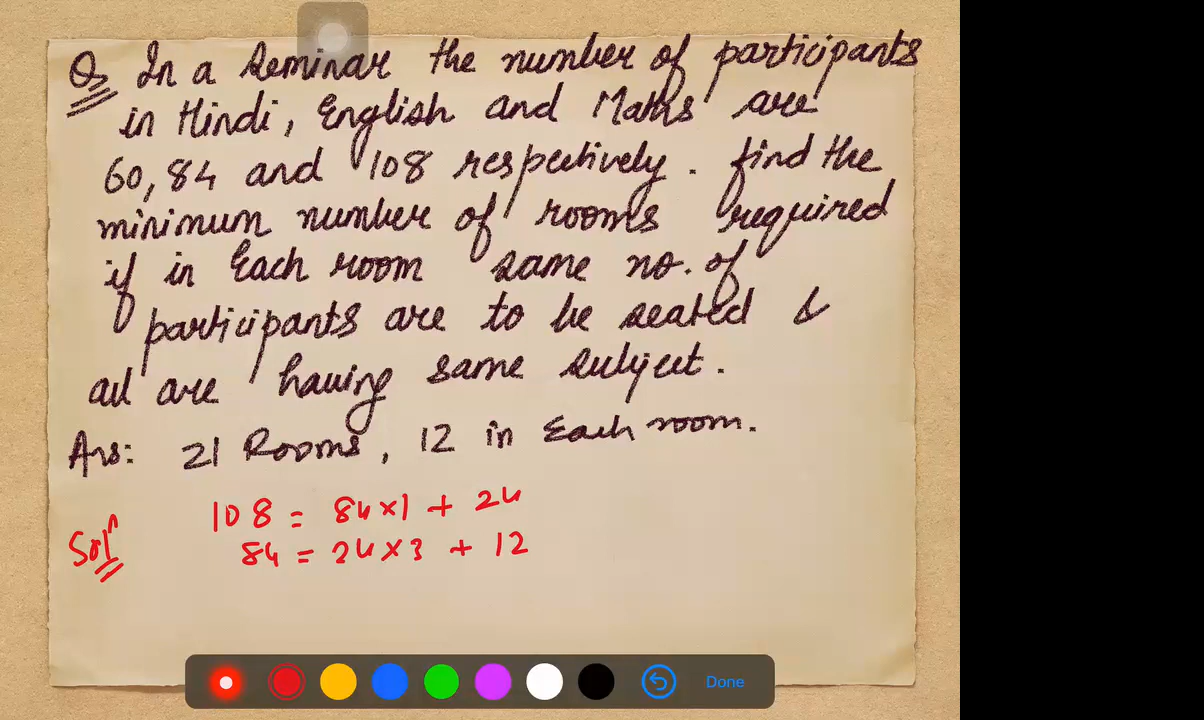 Q In a Seminar the number of participants
in Hindi, English and Maths are
60, 84 and 108 respectively. find the
minimum number of rooms required
if in Each room same no. of
participants are to be seated &
all are having same subject.
Ans: 21 Rooms, 12 in Each room.
108 = 84×1 + 24
Solⁿ
84 = 24×3 + 12
Done